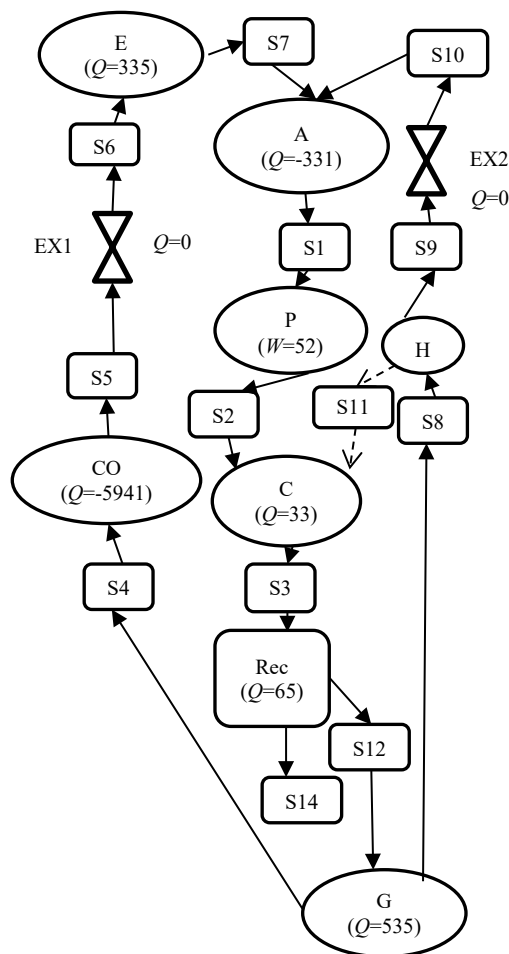 E
(Q=335)
S7
S10
S6
A
(Q=-331)
EX2
Q=0
EX1
Q=0
S1
S9
P
(W=52)
H
S5
S2
S11
S8
CO
(Q=-5941)
C
(Q=33)
S4
S3
Rec
(Q=65)
S12
S14
G
(Q=535)